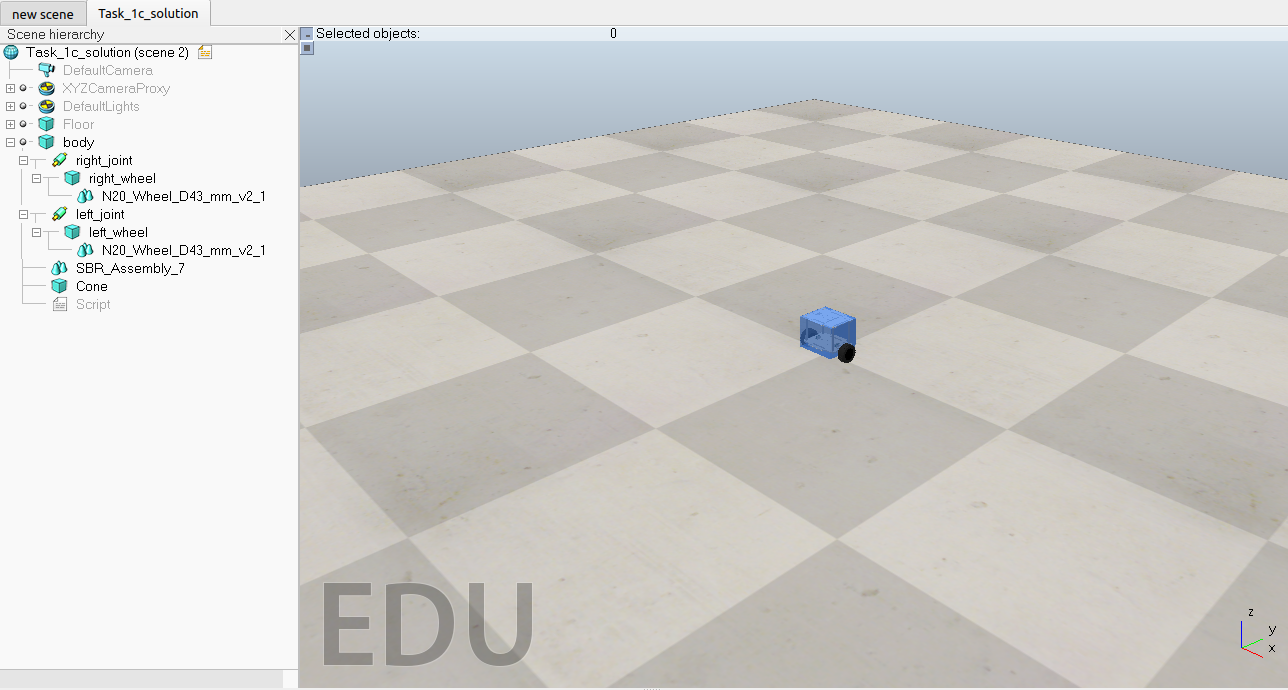 new scene
Task_1c_solution
Scene hierarchy
Selected objects: 0
Task_1c_solution (scene 2)
DefaultCamera
XYZCameraProxy
DefaultLights
Floor
body
right_joint
right_wheel
N20_Wheel_D43_mm_v2_1
left_joint
left_wheel
N20_Wheel_D43_mm_v2_1
SBR_Assembly_7
Cone
Script
EDU
z
y
x